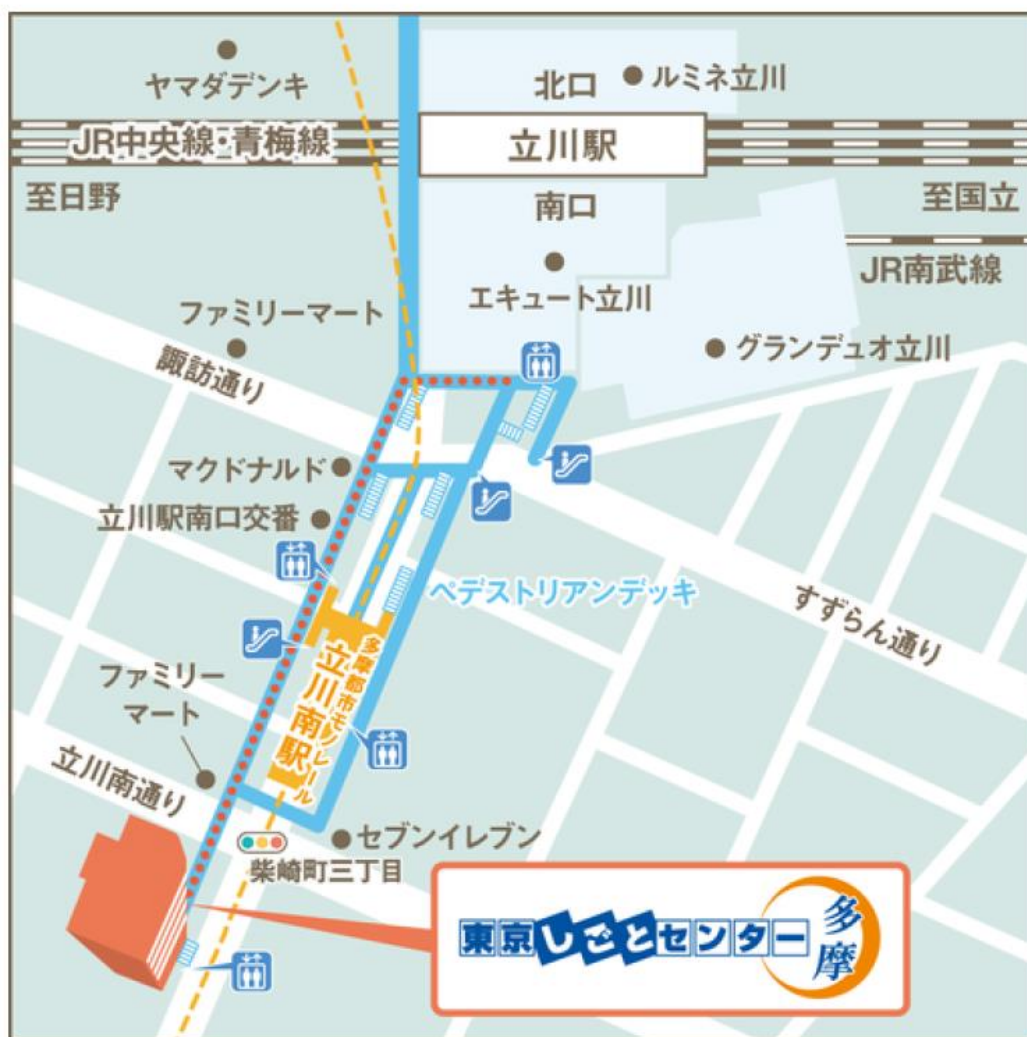 ヤマダデンキ
北口
ルミネ立川
JR中央線・青梅線
立川駅
至日野
南口
至国立
JR南武線
エキュート立川
ファミリーマート
グランデュオ立川
諏訪通り
マクドナルド
立川駅南口交番
ペデストリアンデッキ
すずらん通り
多摩都市モノレール
立川南駅
ファミリー
マート
立川南通り
セブンイレブン
柴崎町三丁目
東京しごとセンター
多摩